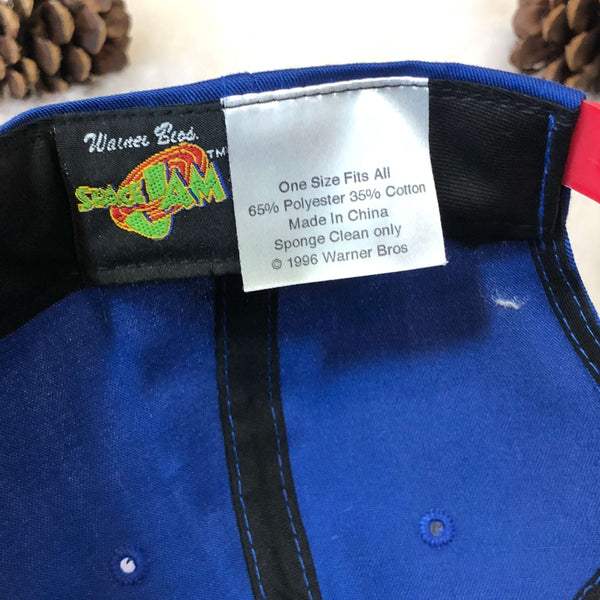 Warner Bros.
SPACE JAM TM
One Size Fits All
65% Polyester 35% Cotton
Made In China
Sponge Clean only
© 1996 Warner Bros